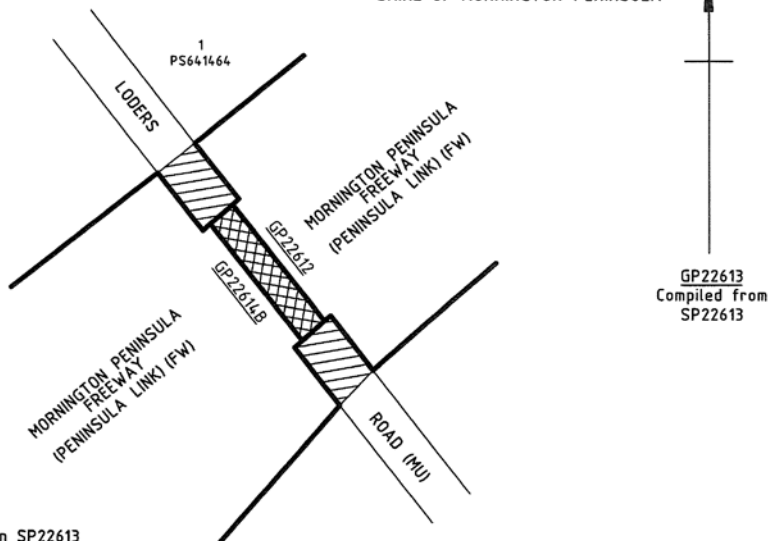 SHIRE OF MORNINGTON PENINSULA
1
PS641464
LODERS
MORNINGTON PENINSULA
FREEWAY
(PENINSULA LINK) (FW)
GP22612
GP22614B
GP22613
Compiled from
SP22613
MORNINGTON PENINSULA
FREEWAY
(PENINSULA LINK) (FW)
ROAD (MU)
SP22613